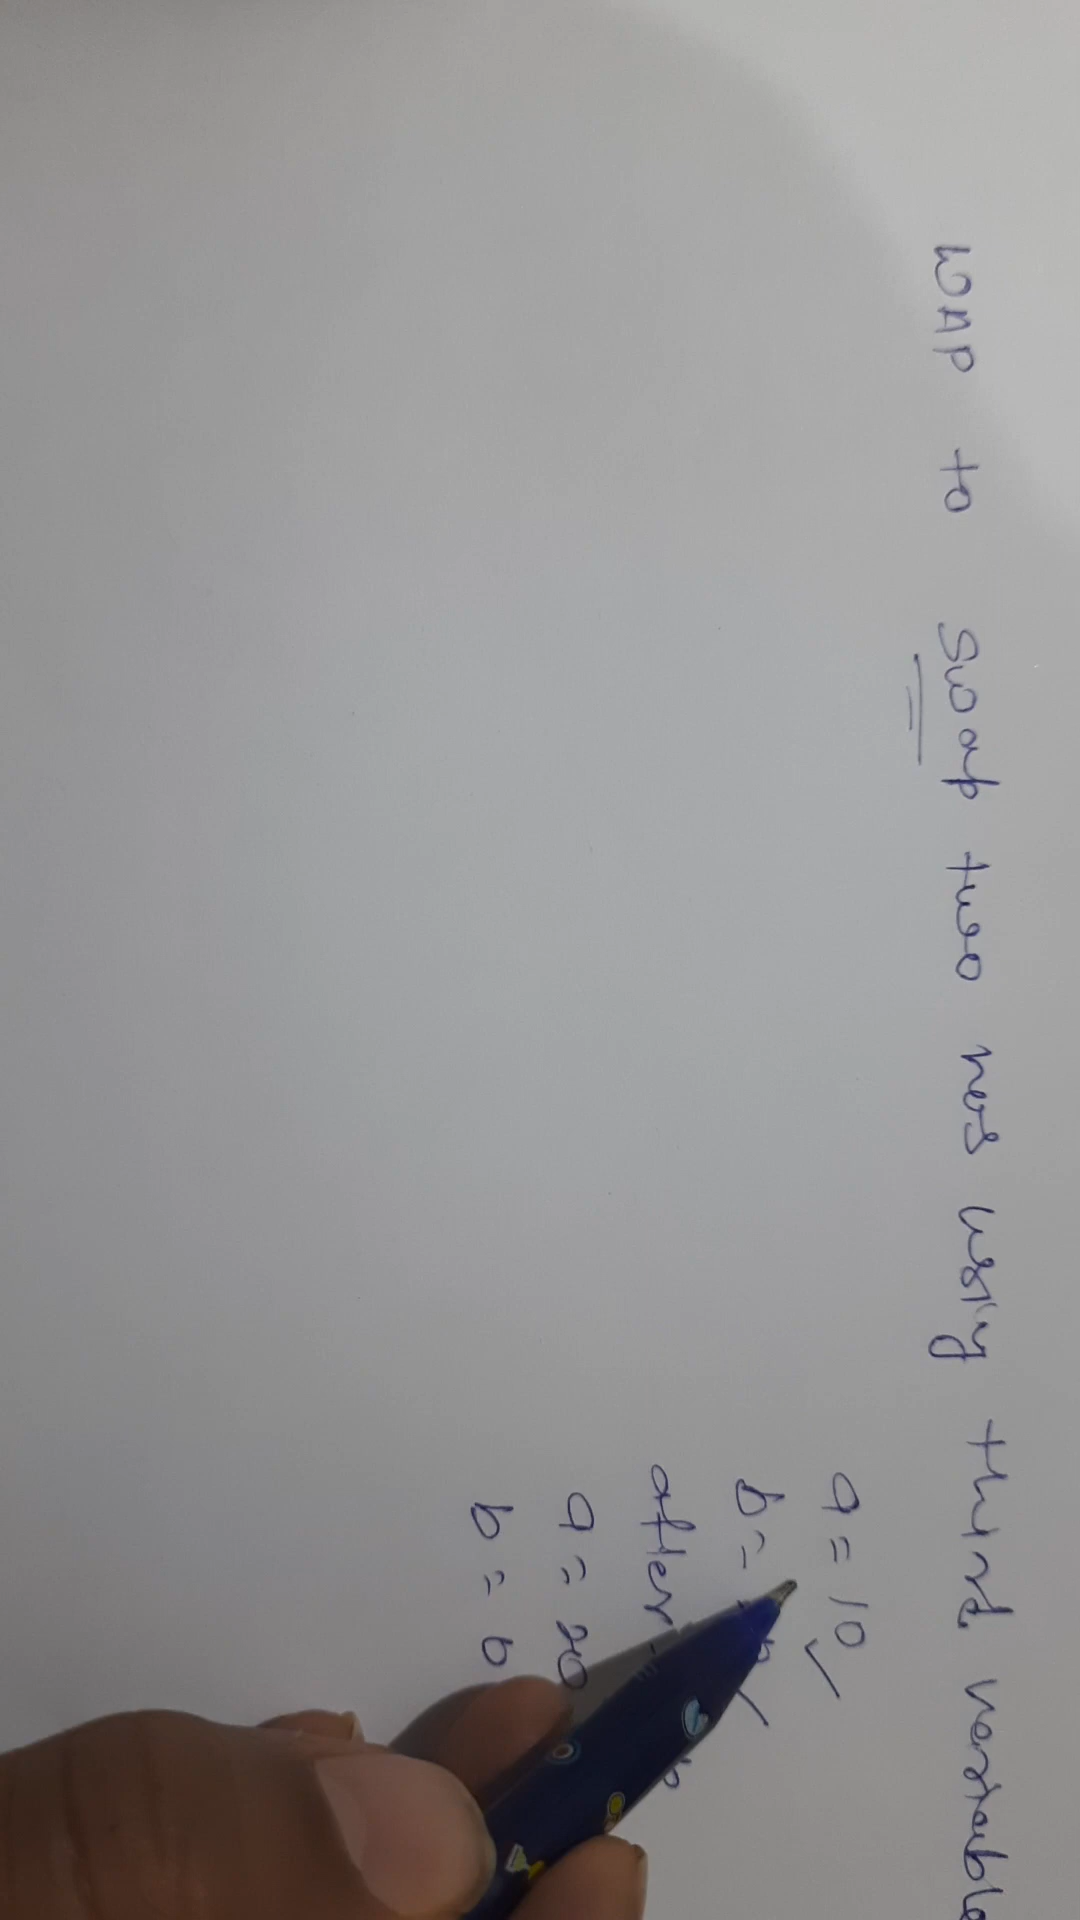 WAP to swap two nos using third variable
a = 10
b =
after
a = 20
b =